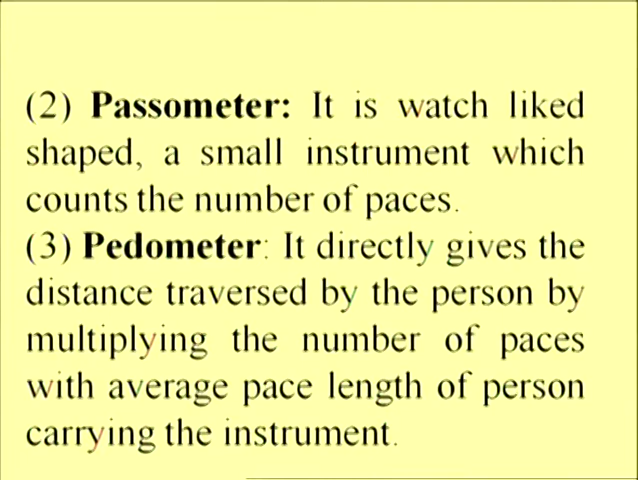 (2) Passometer: It is watch liked
shaped, a small instrument which
counts the number of paces.
(3) Pedometer: It directly gives the
distance traversed by the person by
multiplying the number of paces
with average pace length of person
carrying the instrument.